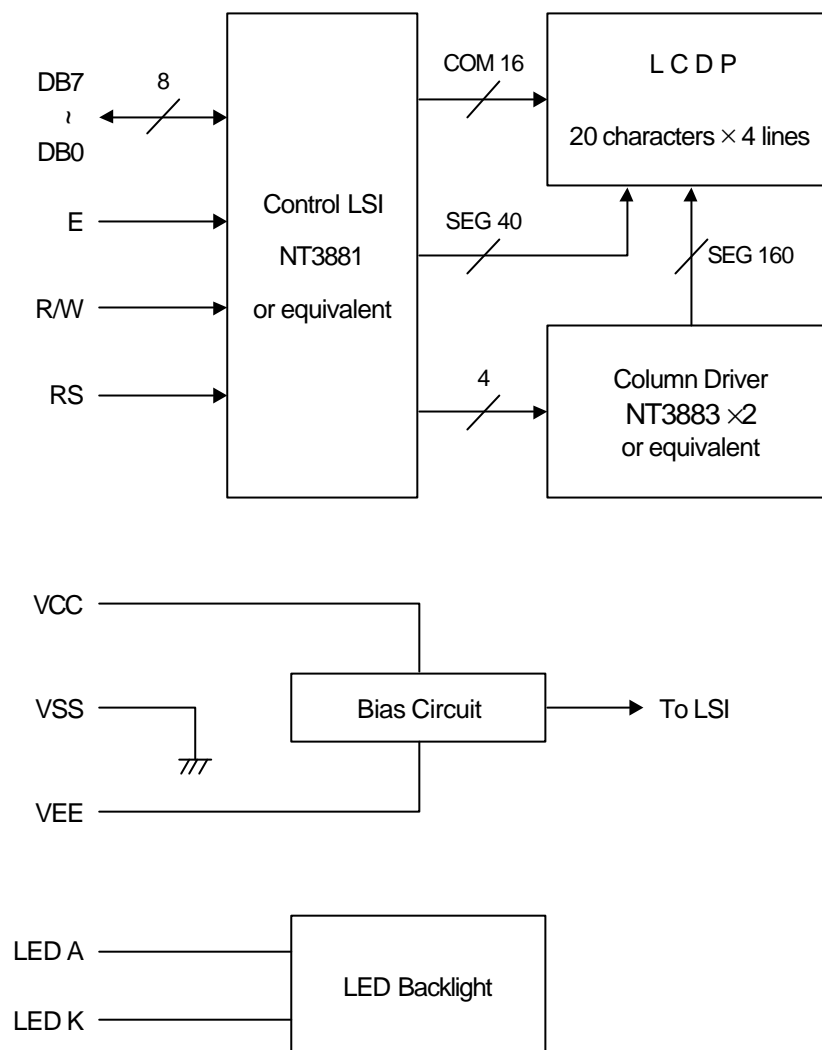 DB7
~
DB0
8
E
R/W
RS
Control LSI
NT3881
or equivalent
COM 16
SEG 40
4
L C D P
20 characters × 4 lines
SEG 160
Column Driver
NT3883 ×2
or equivalent
VCC
VSS
VEE
Bias Circuit
To LSI
LED A
LED K
LED Backlight